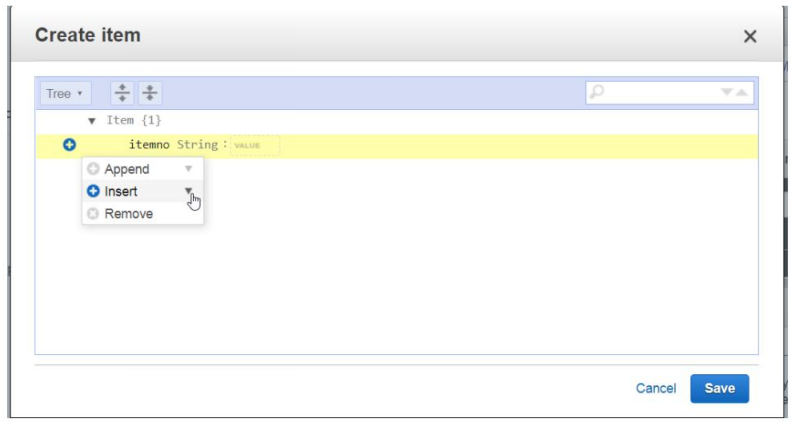 Create item
Tree
Item {1}
itemno String : VALUE
Append
Insert
Remove
Cancel
Save